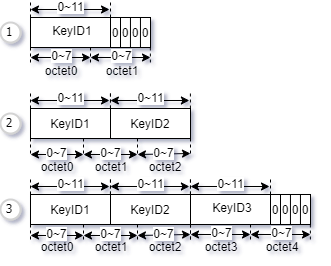 0~11
1 KeyID1 0 0 0 0
0~7 0~7
octet0 octet1
0~11 0~11
2 KeyID1 KeyID2
0~7 0~7 0~7
octet0 octet1 octet2
0~11 0~11 0~11
3 KeyID1 KeyID2 KeyID3 0 0 0 0
0~7 0~7 0~7 0~7 0~7
octet0 octet1 octet2 octet3 octet4